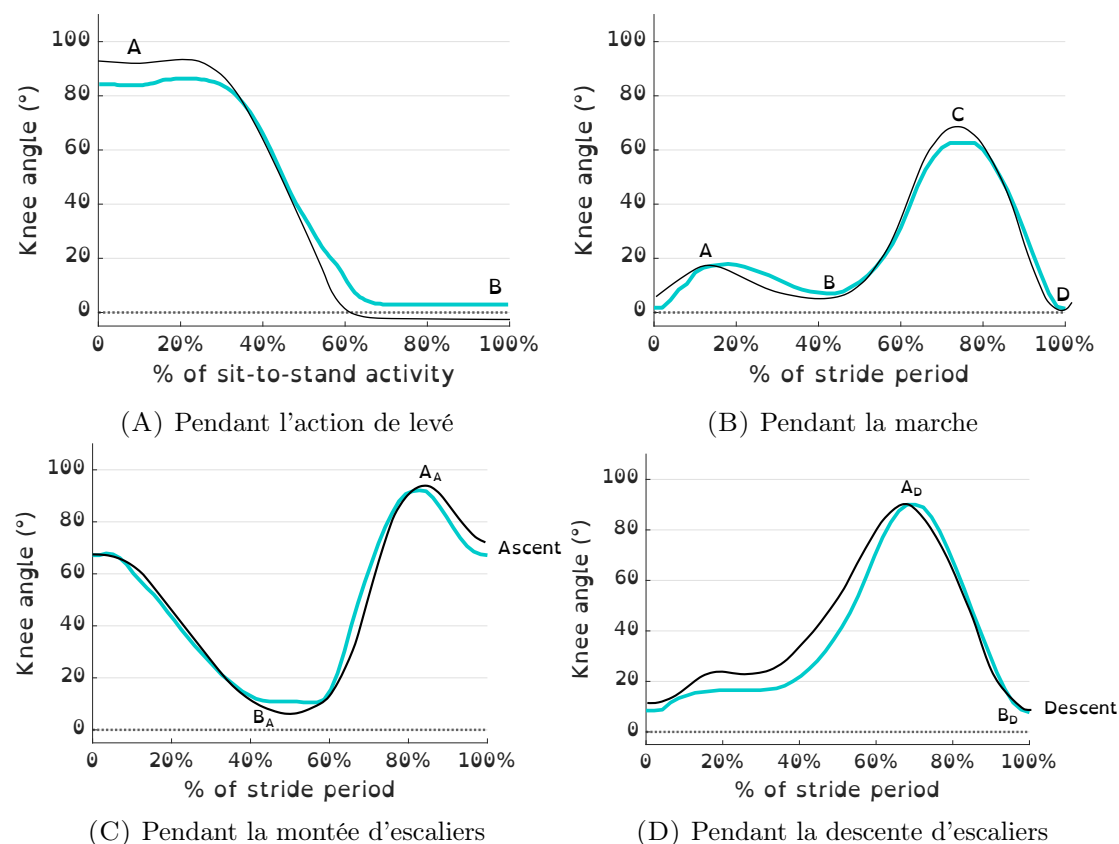 100
80
60
40
20
0
Knee angle (°)
A
B
0 20% 40% 60% 80% 100%
% of sit-to-stand activity
(A) Pendant l'action de levé
100
80
60
40
20
0
Knee angle (°)
A
B
C
D
0 20% 40% 60% 80% 100%
% of stride period
(B) Pendant la marche
100
80
60
40
20
0
Knee angle (°)
A_A
B_A
Ascent
0 20% 40% 60% 80% 100%
% of stride period
(C) Pendant la montée d'escaliers
100
80
60
40
20
0
Knee angle (°)
A_D
B_D
Descent
0 20% 40% 60% 80% 100%
% of stride period
(D) Pendant la descente d'escaliers